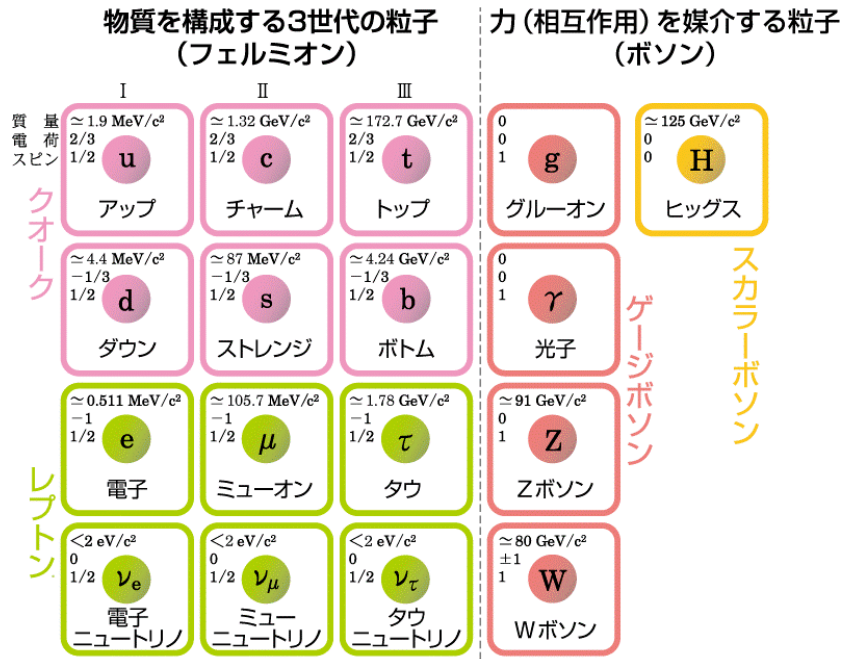 物質を構成する3世代の粒子
（フェルミオン）
力（相互作用）を媒介する粒子
（ボソン）
Ⅰ
Ⅱ
Ⅲ
質 量
電 荷
スピン
クオーク
≃1.9 MeV/c²
2/3
1/2
u
アップ
≃1.32 GeV/c²
2/3
1/2
c
チャーム
≃172.7 GeV/c²
2/3
1/2
t
トップ
0
0
1
g
グルーオン
≃125 GeV/c²
0
0
H
ヒッグス
≃4.4 MeV/c²
−1/3
1/2
d
ダウン
≃87 MeV/c²
−1/3
1/2
s
ストレンジ
≃4.24 GeV/c²
−1/3
1/2
b
ボトム
0
0
1
γ
光子
ゲージボソン
スカラーボソン
レプトン
≃0.511 MeV/c²
−1
1/2
e
電子
≃105.7 MeV/c²
−1
1/2
μ
ミューオン
≃1.78 GeV/c²
−1
1/2
τ
タウ
≃91 GeV/c²
0
1
Z
Zボソン
<2 eV/c²
0
1/2
νe
電子
ニュートリノ
<2 eV/c²
0
1/2
νμ
ミュー
ニュートリノ
<2 eV/c²
0
1/2
ντ
タウ
ニュートリノ
≃80 GeV/c²
±1
1
W
Wボソン